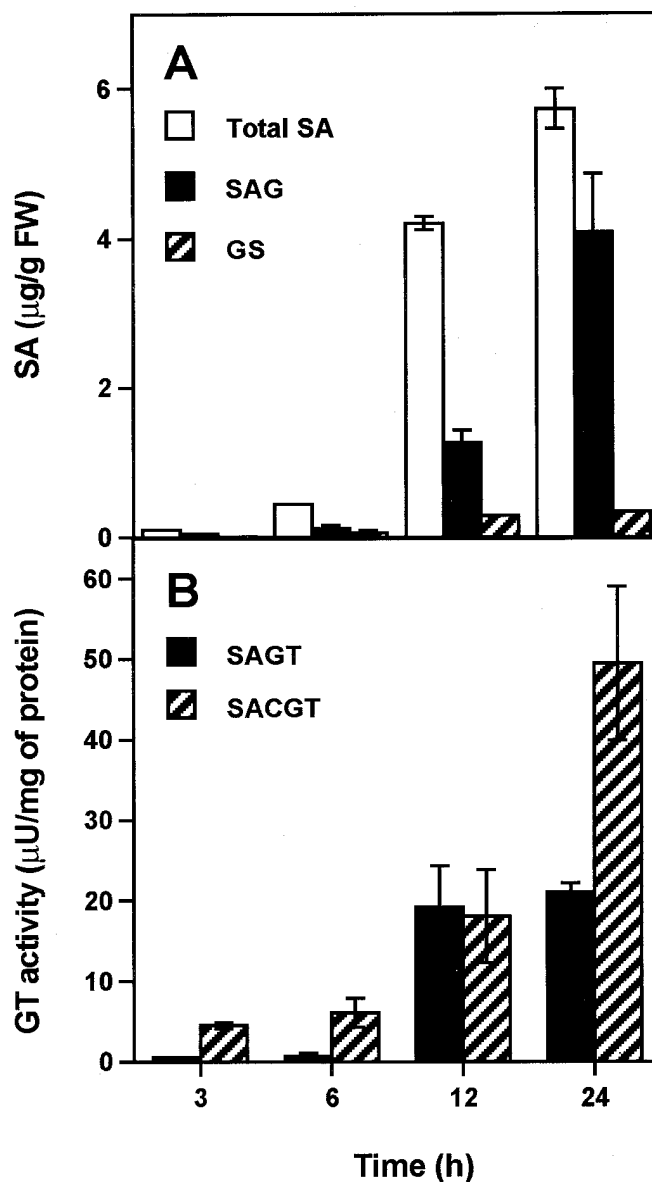 A
Total SA
SAG
GS
SA (µg/g FW)
6
4
2
0
B
SAGT
SACGT
GT activity (µU/mg of protein)
60
50
40
30
20
10
0
3 6 12 24
Time (h)